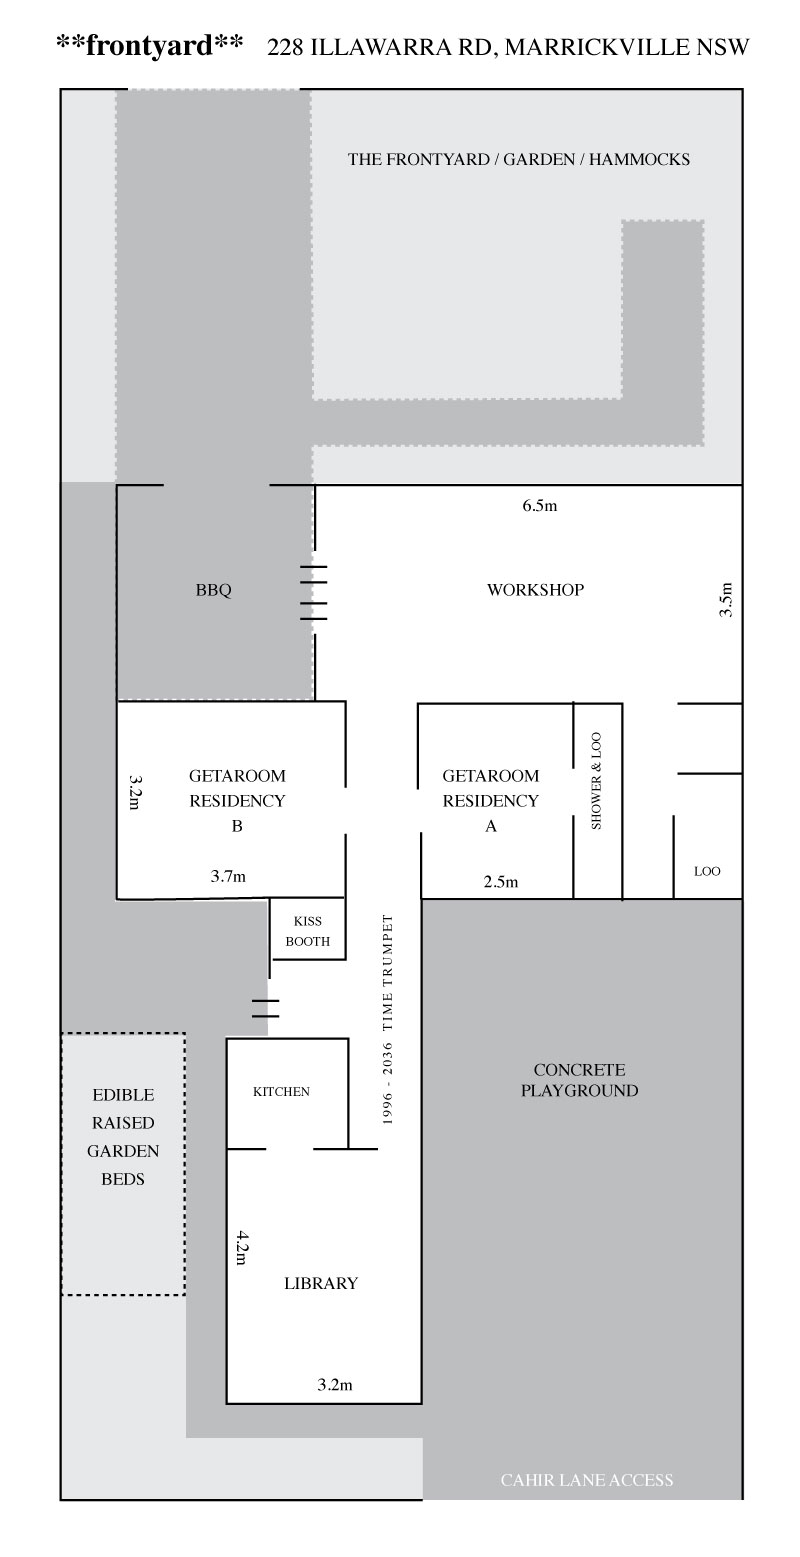 **frontyard** 228 ILLAWARRA RD, MARRICKVILLE NSW
THE FRONTYARD / GARDEN / HAMMOCKS
6.5m
BBQ
WORKSHOP
3.5m
GETAROOM
RESIDENCY
B
3.2m
3.7m
GETAROOM
RESIDENCY
A
2.5m
SHOWER & LOO
LOO
KISS
BOOTH
1996 - 2036 TIME TRUMPET
CONCRETE
PLAYGROUND
KITCHEN
EDIBLE
RAISED
GARDEN
BEDS
4.2m
LIBRARY
3.2m
CAHIR LANE ACCESS